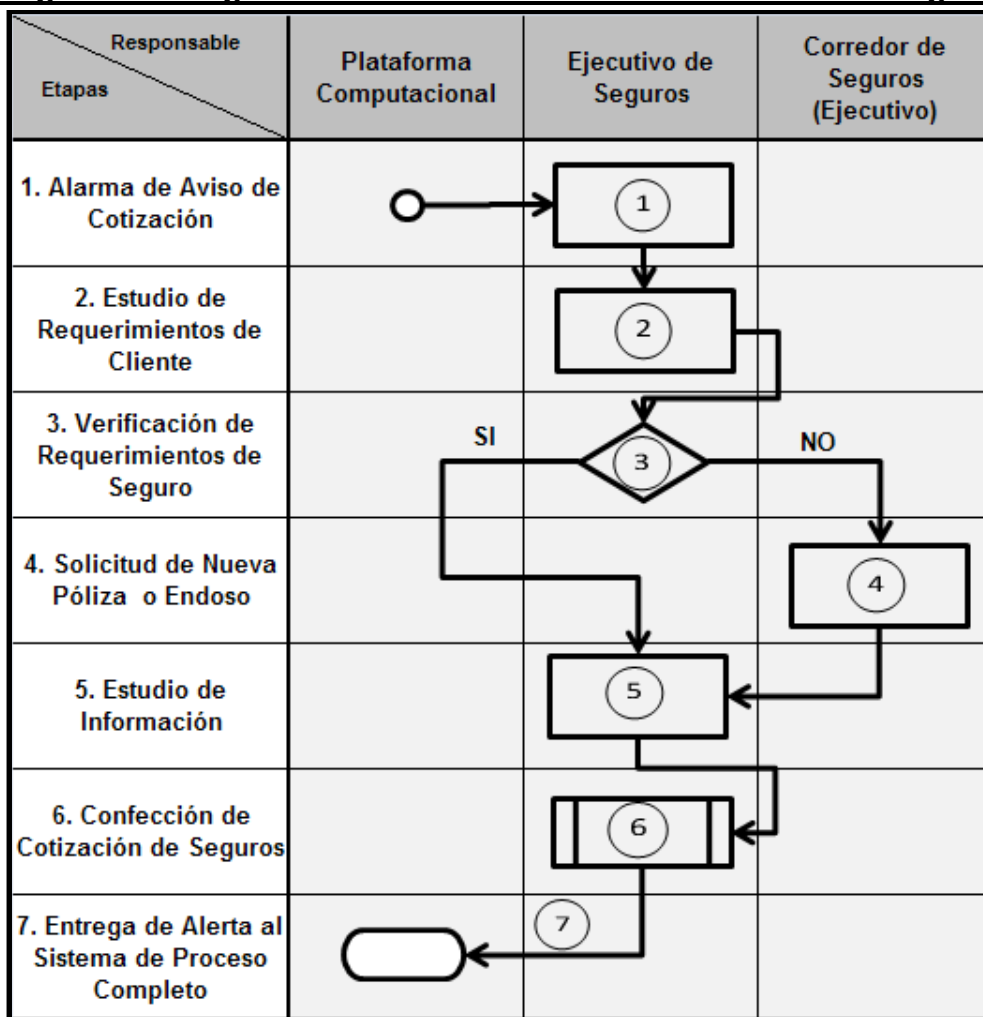 Responsable
Etapas
Plataforma
Computacional
Ejecutivo de
Seguros
Corredor de
Seguros
(Ejecutivo)
1. Alarma de Aviso de
Cotización
1
2. Estudio de
Requerimientos de
Cliente
2
3. Verificación de
Requerimientos de
Seguro
SI
3
NO
4. Solicitud de Nueva
Póliza o Endoso
4
5. Estudio de
Información
5
6. Confección de
Cotización de Seguros
6
7. Entrega de Alerta al
Sistema de Proceso
Completo
7